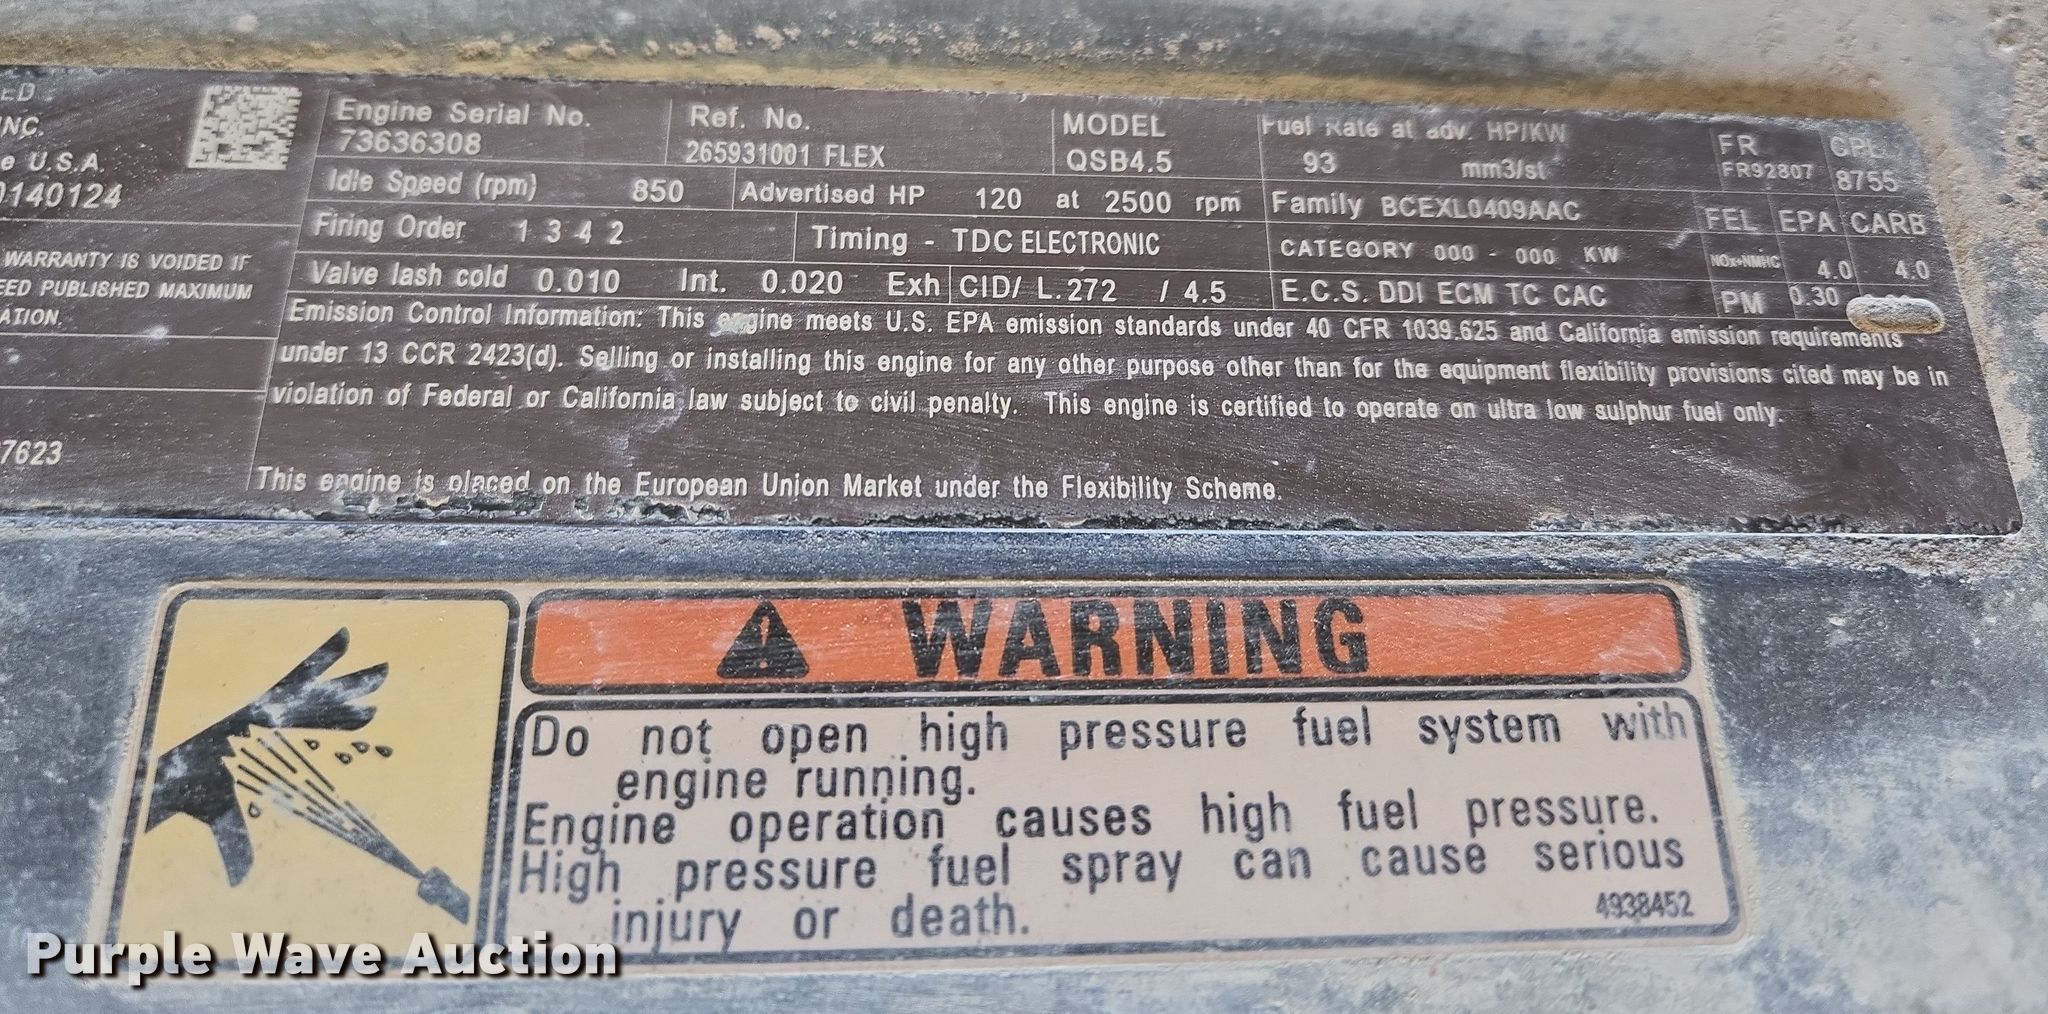 ED
INC.
e U.S.A.
0140124
WARRANTY IS VOIDED IF
EED PUBLISHED MAXIMUM
ATION.
7623
Engine Serial No.
73636308
Ref. No.
265931001 FLEX
MODEL
QSB4.5
Fuel Rate at adv. HP/KW
93 mm3/st
FR
FR92807
CPL
8755
Idle Speed (rpm) 850
Advertised HP 120 at 2500 rpm
Family BCEXL0409AAC
FEL EPA CARB
Firing Order 1 3 4 2
Timing - TDC ELECTRONIC
CATEGORY 000 - 000 KW
NOx+NMHC 4.0 4.0
Valve lash cold 0.010 Int. 0.020 Exh
CID/ L. 272 / 4.5
E.C.S. DDI ECM TC CAC
PM 0.30
Emission Control Information: This engine meets U.S. EPA emission standards under 40 CFR 1039.625 and California emission requirements
under 13 CCR 2423(d). Selling or installing this engine for any other purpose other than for the equipment flexibility provisions cited may be in
violation of Federal or California law subject to civil penalty. This engine is certified to operate on ultra low sulphur fuel only.
This engine is placed on the European Union Market under the Flexibility Scheme.
WARNING
Do not open high pressure fuel system with
engine running.
Engine operation causes high fuel pressure.
High pressure fuel spray can cause serious
injury or death.
4938452
Purple Wave Auction